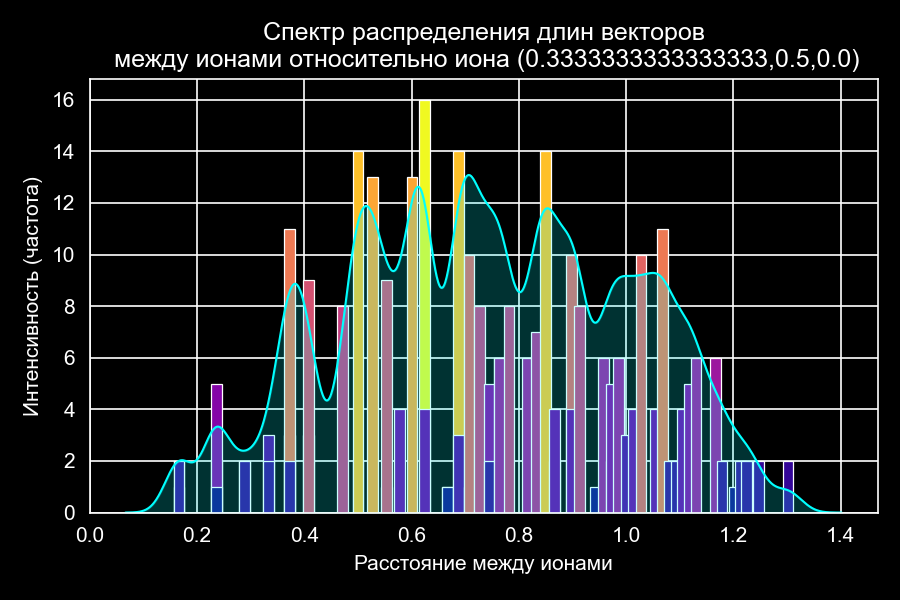 Спектр распределения длин векторов
между ионами относительно иона (0.3333333333333333,0.5,0.0)
Интенсивность (частота)
16
14
12
10
8
6
4
2
0
0.0 0.2 0.4 0.6 0.8 1.0 1.2 1.4
Расстояние между ионами